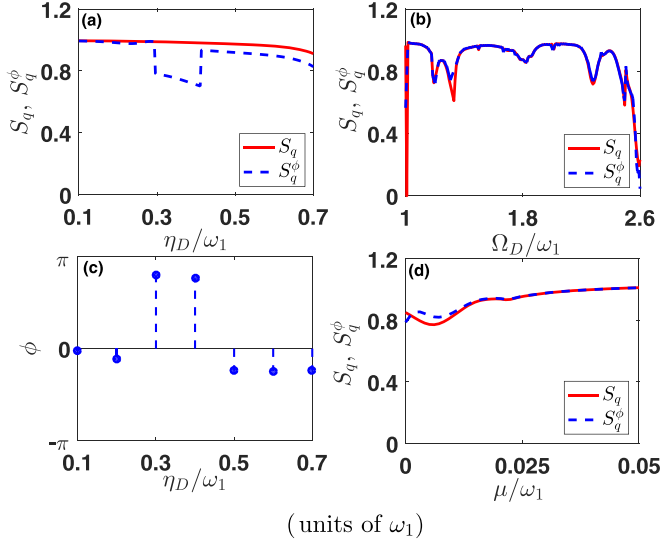 (a)
1.2
0.8
0.4
0
S_q, S_q^ϕ
S_q
S_q^ϕ
0.1 0.3 0.5 0.7
η_D/ω_1
(b)
1.2
0.8
0.4
0
S_q, S_q^ϕ
S_q
S_q^ϕ
1 1.8 2.6
Ω_D/ω_1
(c)
π
0
-π
ϕ
0.1 0.3 0.5 0.7
η_D/ω_1
(d)
1.2
0.8
0.4
0
S_q, S_q^ϕ
S_q
S_q^ϕ
0 0.025 0.05
μ/ω_1
(units of ω_1)